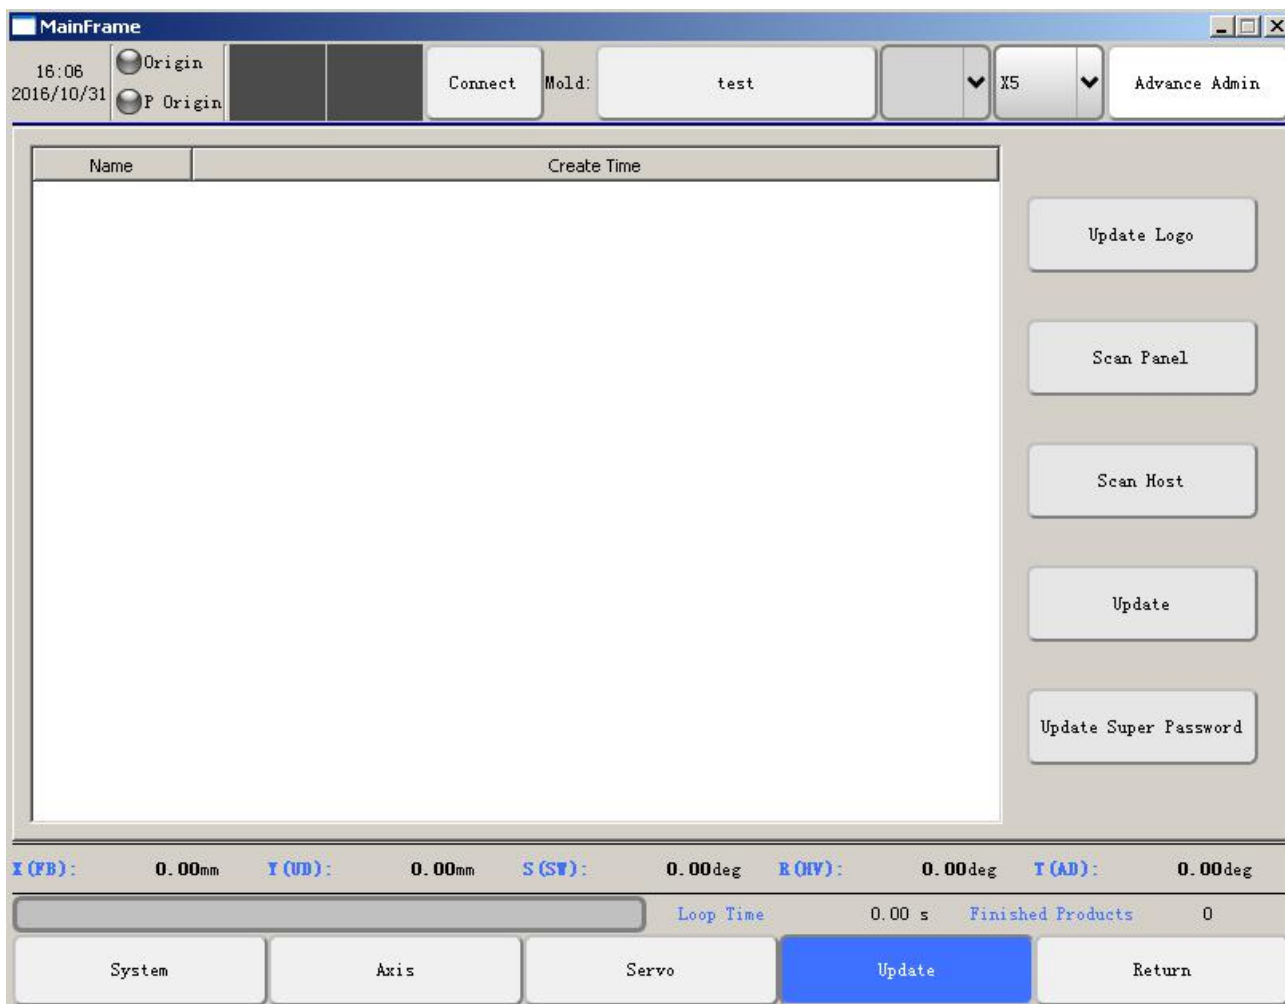 MainFrame
16:06
2016/10/31
Origin
P Origin
Connect
Mold:
test
X5
Advance Admin
Name
Create Time
Update Logo
Scan Panel
Scan Host
Update
Update Super Password
X(FB): 0.00mm Y(UD): 0.00mm S(SW): 0.00deg R(HV): 0.00deg T(AD): 0.00deg
Loop Time 0.00 s Finished Products 0
System
Axis
Servo
Update
Return